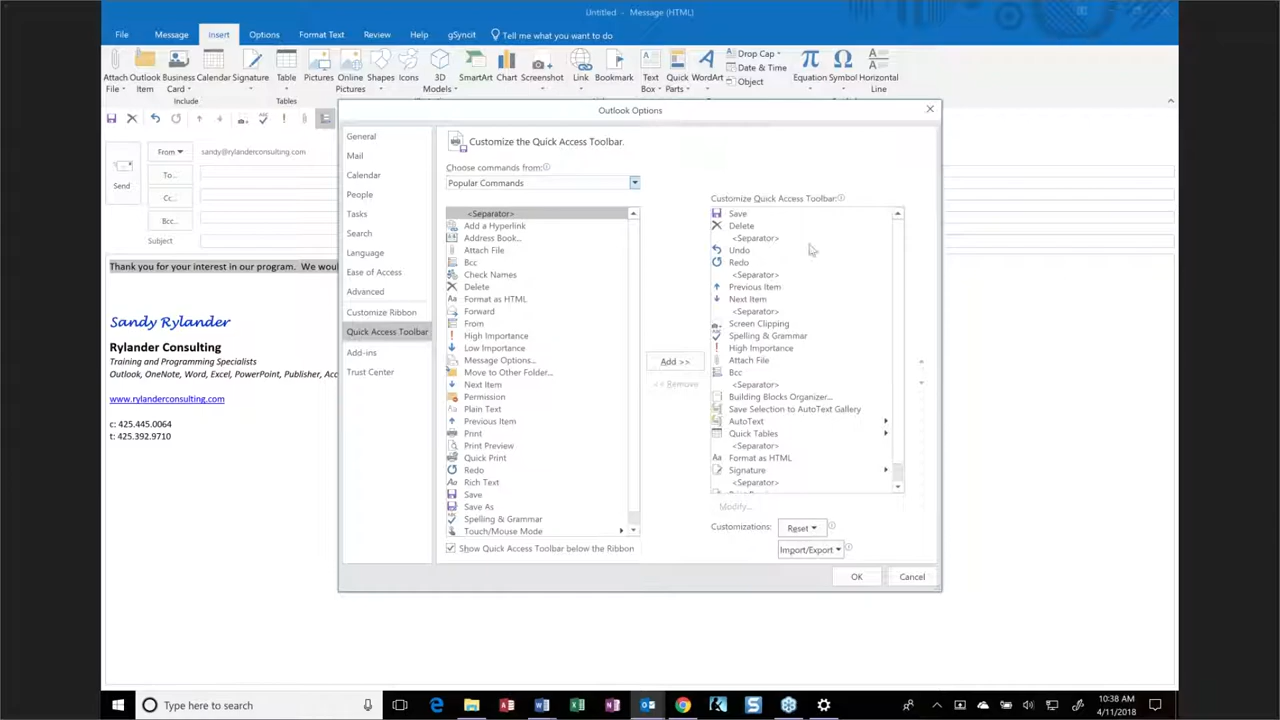 Untitled - Message (HTML)
File Message Insert Options Format Text Review Help gSyncit Tell me what you want to do
Attach File Outlook Item Business Card Calendar Signature Table Pictures Online Pictures Shapes Icons 3D Models SmartArt Chart Screenshot Link Bookmark Text Box Quick Parts WordArt Drop Cap Date & Time Object Equation Symbol Horizontal Line
Include Tables
Outlook Options
From sandy@rylanderconsulting.com
To...
Cc...
Bcc...
Subject
Send
Thank you for your interest in our program. We wou
Sandy Rylander
Rylander Consulting
Training and Programming Specialists
Outlook, OneNote, Word, Excel, PowerPoint, Publisher, Acc
www.rylanderconsulting.com
c: 425.445.0064
t: 425.392.9710
General
Mail
Calendar
People
Tasks
Search
Language
Ease of Access
Advanced
Customize Ribbon
Quick Access Toolbar
Add-ins
Trust Center
Customize the Quick Access Toolbar.
Choose commands from:
Popular Commands
<Separator>
Add a Hyperlink
Address Book...
Attach File
Bcc
Check Names
Delete
Format as HTML
Forward
From
High Importance
Low Importance
Message Options...
Move to Other Folder...
Next Item
Permission
Plain Text
Previous Item
Print
Print Preview
Quick Print
Redo
Rich Text
Save
Save As
Spelling & Grammar
Touch/Mouse Mode
Show Quick Access Toolbar below the Ribbon
Add >>
<< Remove
Customize Quick Access Toolbar:
Save
Delete
<Separator>
Undo
Redo
<Separator>
Previous Item
Next Item
<Separator>
Screen Clipping
Spelling & Grammar
High Importance
Attach File
Bcc
<Separator>
Building Blocks Organizer...
Save Selection to AutoText Gallery
AutoText
Quick Tables
<Separator>
Format as HTML
Signature
<Separator>
Modify...
Customizations: Reset
Import/Export
OK Cancel
Type here to search
10:38 AM
4/11/2018